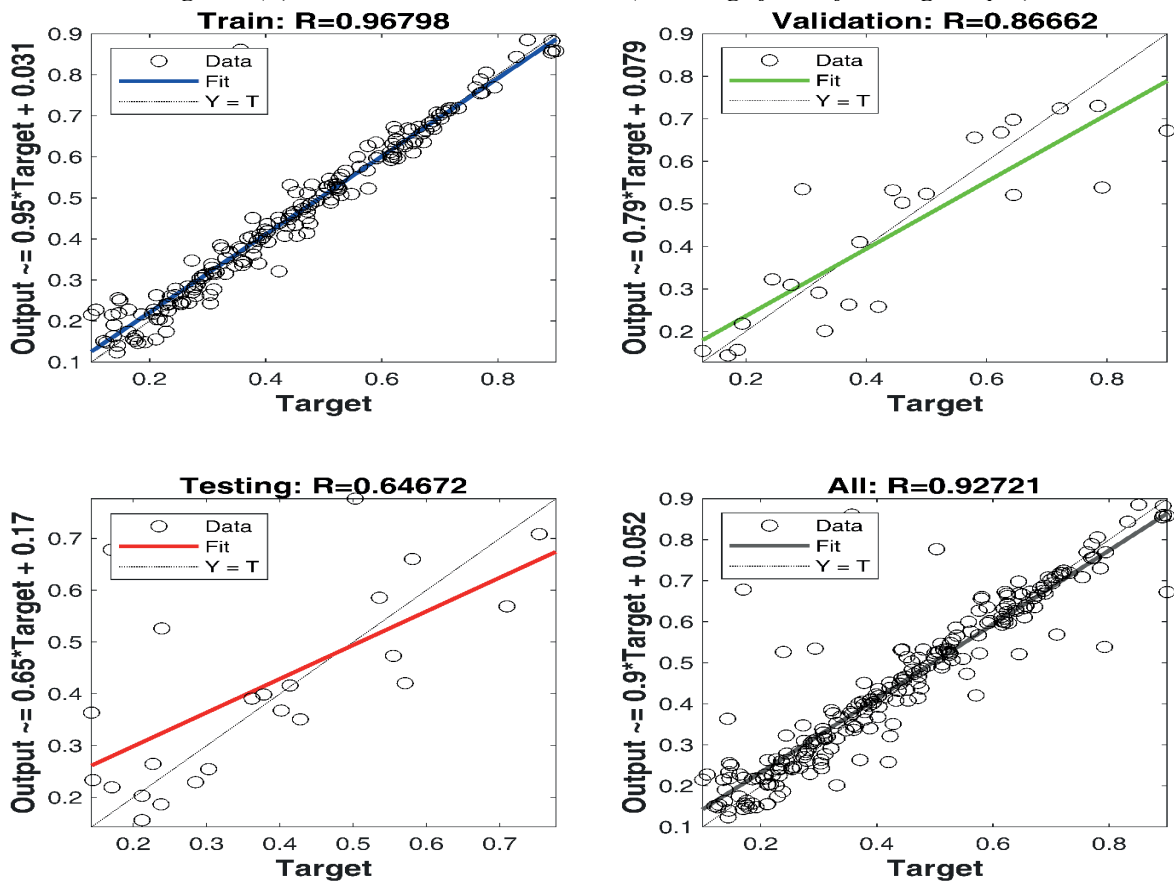 Train: R=0.96798
Output ~= 0.95*Target + 0.031
0.9
0.8
0.7
0.6
0.5
0.4
0.3
0.2
0.1
Data
Fit
Y = T
0.2
0.4
0.6
0.8
Target
Validation: R=0.86662
Output ~= 0.79*Target + 0.079
0.9
0.8
0.7
0.6
0.5
0.4
0.3
0.2
Data
Fit
Y = T
0.2
0.4
0.6
0.8
Target
Testing: R=0.64672
Output ~= 0.65*Target + 0.17
0.7
0.6
0.5
0.4
0.3
0.2
Data
Fit
Y = T
0.2
0.3
0.4
0.5
0.6
0.7
Target
All: R=0.92721
Output ~= 0.9*Target + 0.052
0.9
0.8
0.7
0.6
0.5
0.4
0.3
0.2
0.1
Data
Fit
Y = T
0.2
0.4
0.6
0.8
Target